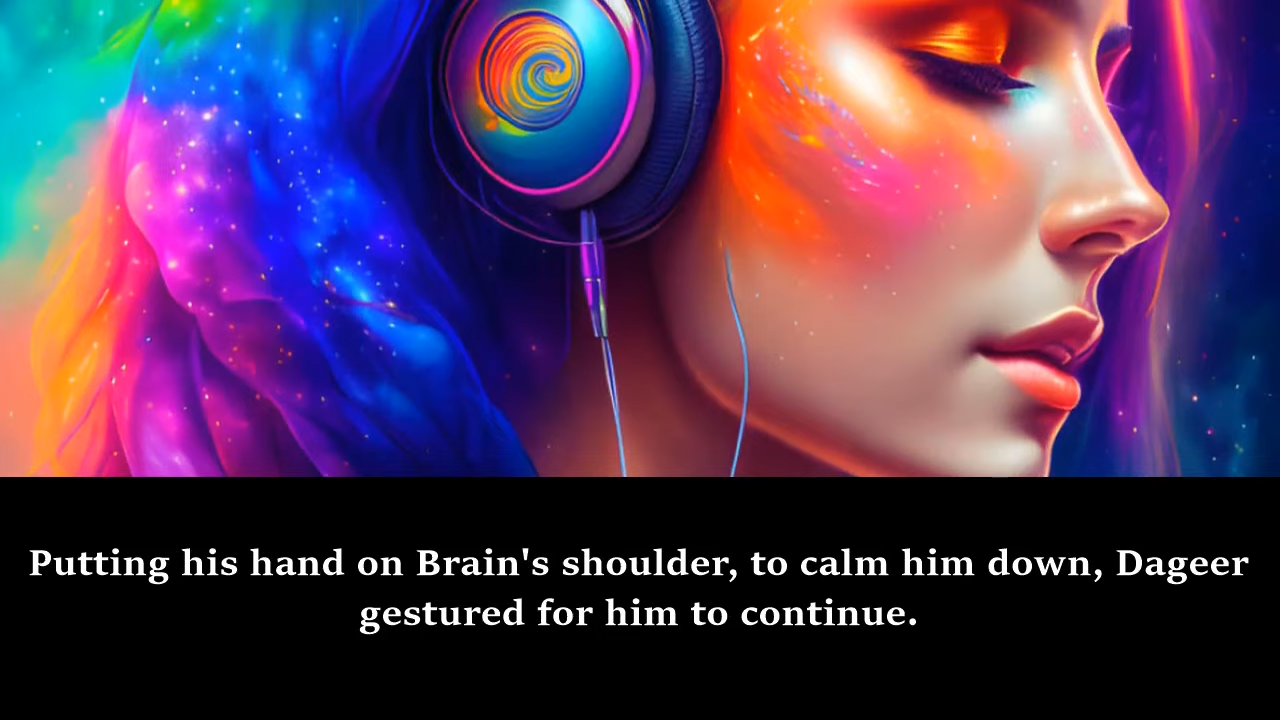 Putting his hand on Brain's shoulder, to calm him down, Dageer
gestured for him to continue.